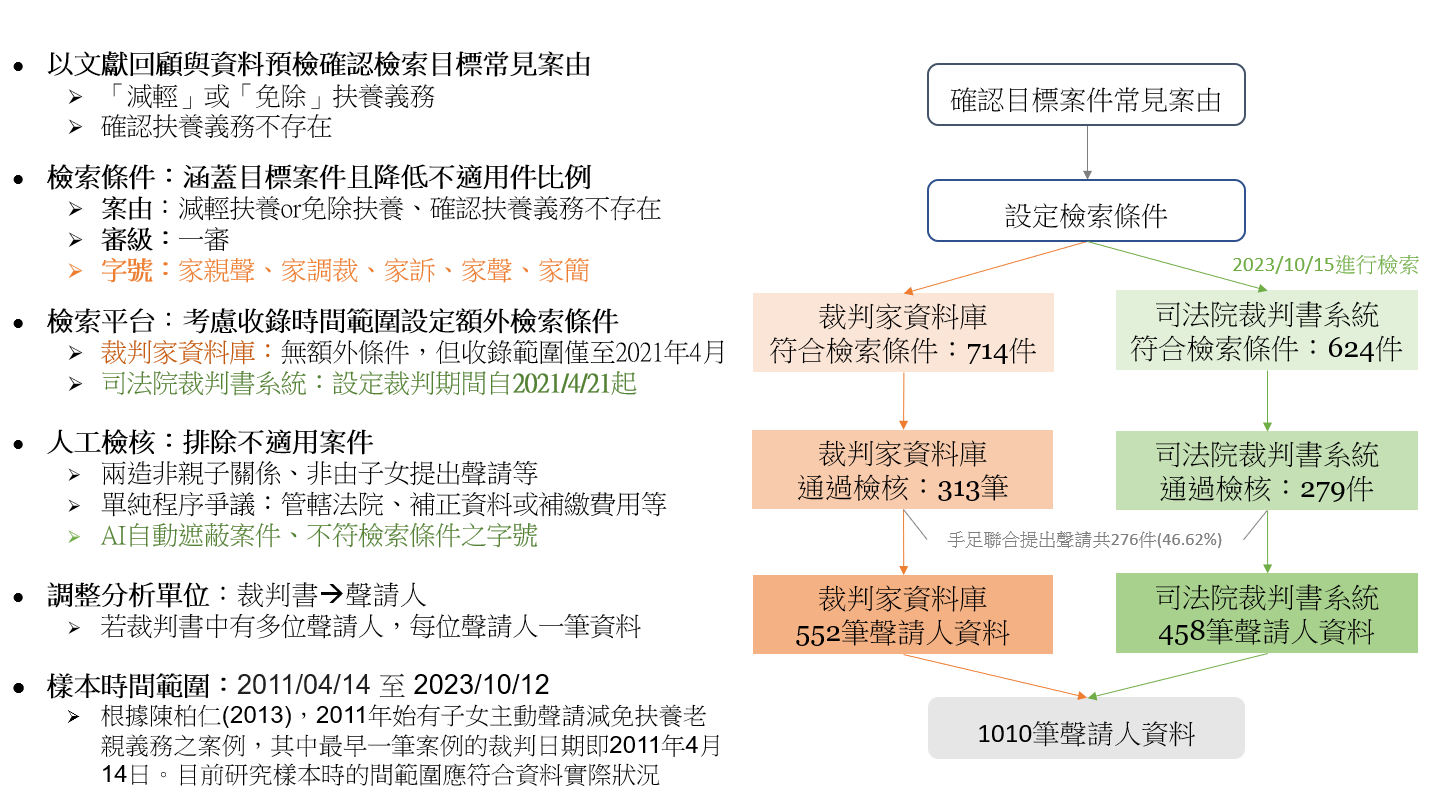 ● 以文獻回顧與資料預檢確認檢索目標常見案由
➢ 「減輕」或「免除」扶養義務
➢ 確認扶養義務不存在
● 檢索條件：涵蓋目標案件且降低不適用件比例
➢ 案由：減輕扶養or免除扶養、確認扶養義務不存在
➢ 審級：一審
➢ 字號：家親聲、家調裁、家訴、家聲、家簡
● 檢索平台：考慮收錄時間範圍設定額外檢索條件
➢ 裁判家資料庫：無額外條件，但收錄範圍僅至2021年4月
➢ 司法院裁判書系統：設定裁判期間自2021/4/21起
● 人工檢核：排除不適用案件
➢ 兩造非親子關係、非由子女提出聲請等
➢ 單純程序爭議：管轄法院、補正資料或補繳費用等
➢ AI自動遮蔽案件、不符檢索條件之字號
● 調整分析單位：裁判書→聲請人
➢ 若裁判書中有多位聲請人，每位聲請人一筆資料
● 樣本時間範圍：2011/04/14 至 2023/10/12
➢ 根據陳柏仁(2013)，2011年始有子女主動聲請減免扶養老
親義務之案例，其中最早一筆案例的裁判日期即2011年4月
14日。目前研究樣本時的間範圍應符合資料實際狀況
確認目標案件常見案由
設定檢索條件
2023/10/15進行檢索
裁判家資料庫
符合檢索條件：714件
司法院裁判書系統
符合檢索條件：624件
裁判家資料庫
通過檢核：313筆
司法院裁判書系統
通過檢核：279件
手足聯合提出聲請共276件(46.62%)
裁判家資料庫
552筆聲請人資料
司法院裁判書系統
458筆聲請人資料
1010筆聲請人資料